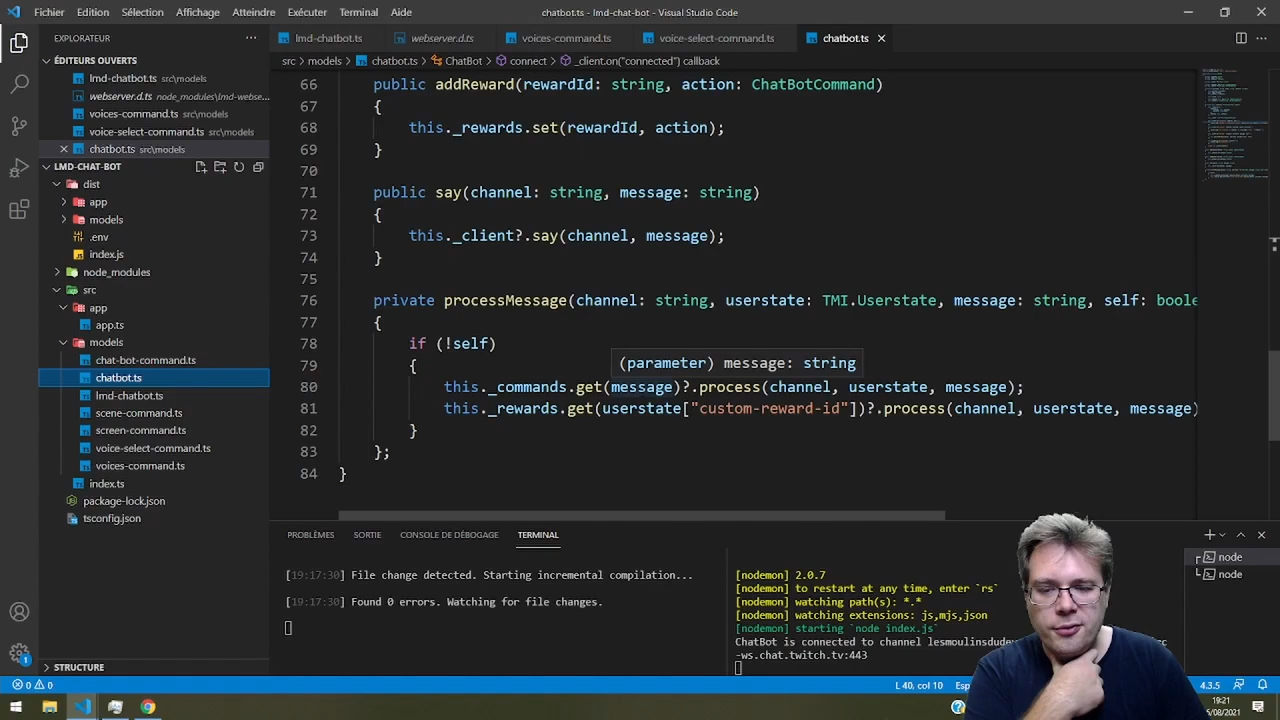 Fichier Édition Sélection Affichage Atteindre Exécuter Terminal Aide chatbot.ts - lmd-chat-bot - Visual Studio Code
EXPLORATEUR ...
lmd-chatbot.ts webserver.d.ts voices-command.ts voice-select-command.ts chatbot.ts
src > models > chatbot.ts > ChatBot > connect > _client.on("connected") callback
ÉDITEURS OUVERTS
lmd-chatbot.ts src\models
webserver.d.ts node_modules\lmd-webse...
voices-command.ts src\models
voice-select-command.ts src\models
chatbot.ts src\models
LMD-CHAT-BOT
dist
app
models
.env
index.js
node_modules
src
app
app.ts
models
chat-bot-command.ts
chatbot.ts
lmd-chatbot.ts
scene-command.ts
screen-command.ts
voice-select-command.ts
voices-command.ts
index.ts
package-lock.json
tsconfig.json
STRUCTURE
66 public addReward(rewardId: string, action: ChatBotCommand)
67 {
68 this._rewards.set(rewardId, action);
69 }
70
71 public say(channel: string, message: string)
72 {
73 this._client?.say(channel, message);
74 }
75
76 private processMessage(channel: string, userstate: TMI.Userstate, message: string, self: boole
77 {
78 if (!self)
79 {
(parameter) message: string
80 this._commands.get(message)?.process(channel, userstate, message);
81 this._rewards.get(userstate["custom-reward-id"])?.process(channel, userstate, message)
82 }
83 };
84 }
PROBLÈMES SORTIE CONSOLE DE DÉBOGAGE TERMINAL
[19:17:30] File change detected. Starting incremental compilation...
[19:17:30] Found 0 errors. Watching for file changes.
[nodemon] 2.0.7
[nodemon] to restart at any time, enter `rs`
[nodemon] watching path(s): *.*
[nodemon] watching extensions: js,mjs,json
[nodemon] starting `node index.js`
ChatBot is connected to channel lesmoulinsdudev
-ws.chat.twitch.tv:443
node
node
1
0 0 L 40, col 10 4.3.5
19:21